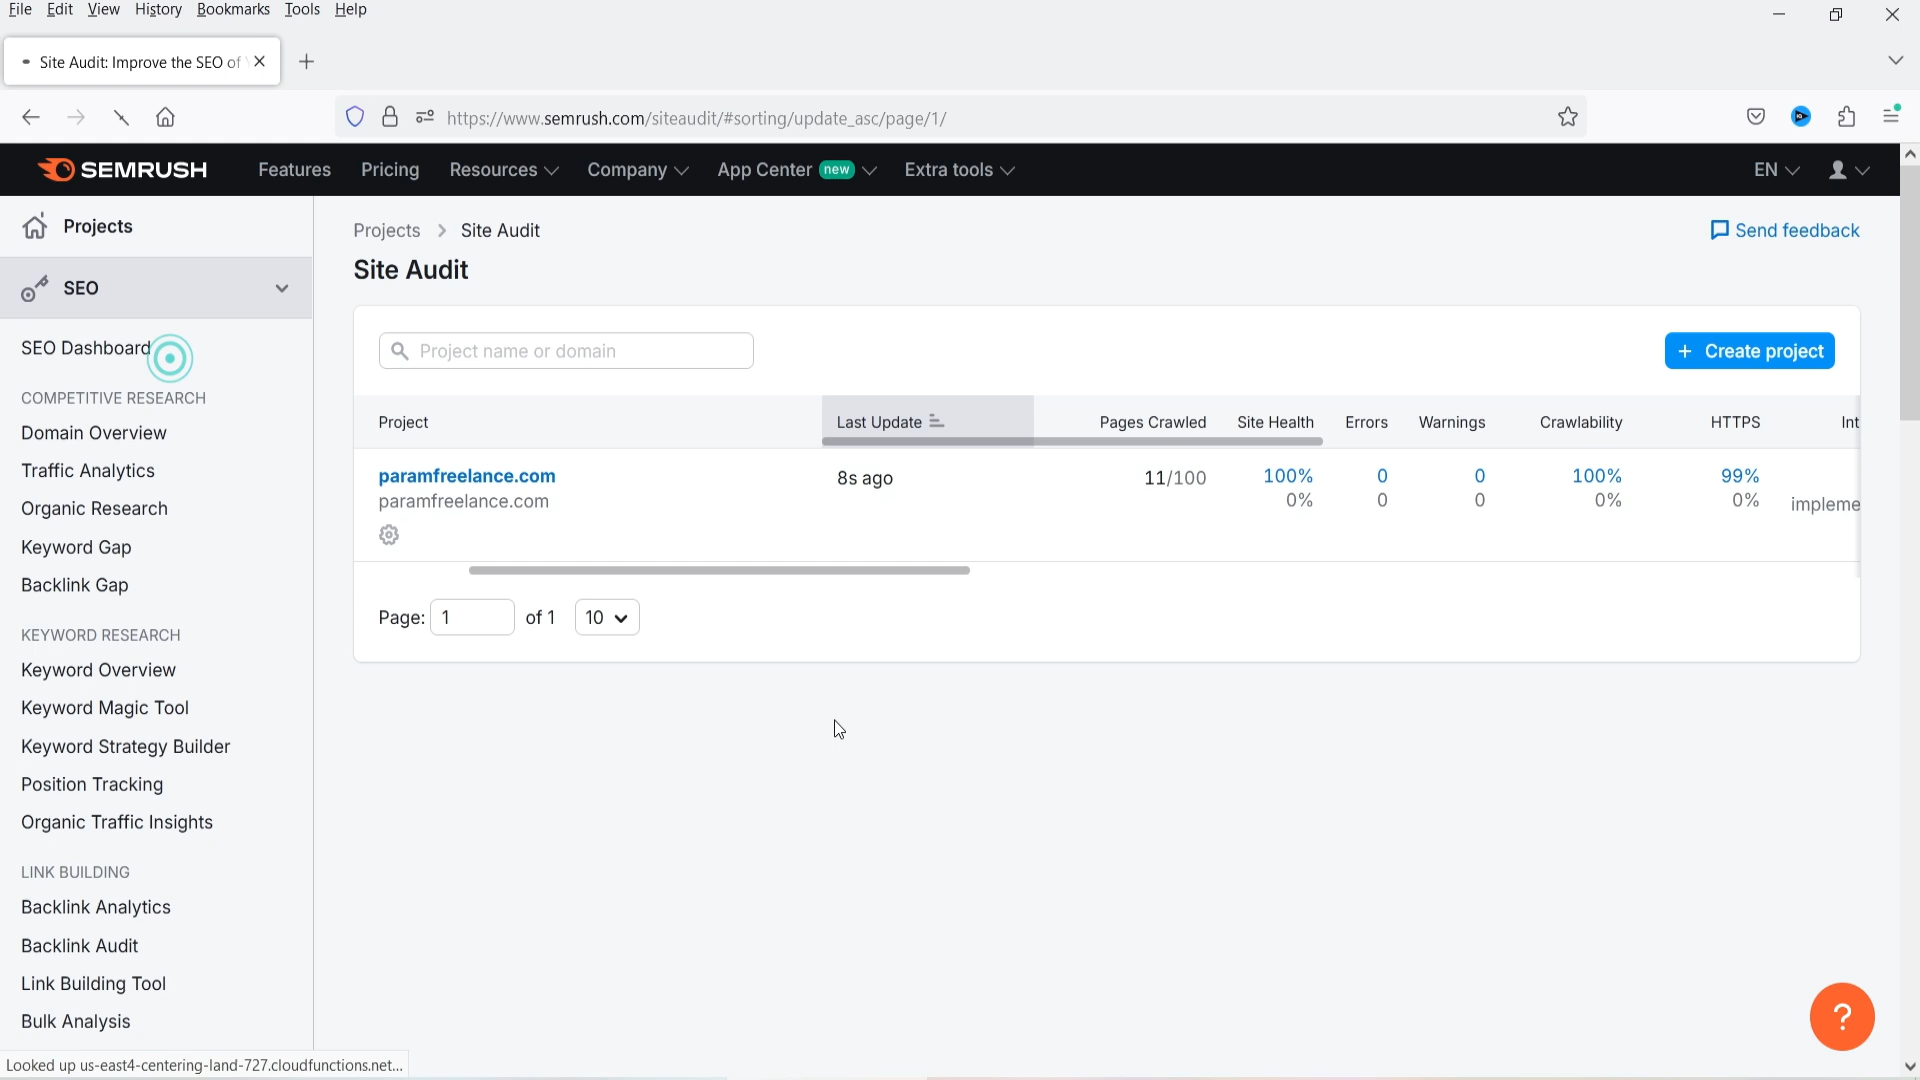 File Edit View History Bookmarks Tools Help
Site Audit: Improve the SEO of
https://www.semrush.com/siteaudit/#sorting/update_asc/page/1/
SEMRUSH Features Pricing Resources Company App Center new Extra tools EN
Projects
SEO
SEO Dashboard
COMPETITIVE RESEARCH
Domain Overview
Traffic Analytics
Organic Research
Keyword Gap
Backlink Gap
KEYWORD RESEARCH
Keyword Overview
Keyword Magic Tool
Keyword Strategy Builder
Position Tracking
Organic Traffic Insights
LINK BUILDING
Backlink Analytics
Backlink Audit
Link Building Tool
Bulk Analysis
Projects > Site Audit
Send feedback
Site Audit
Project name or domain
+ Create project
Project Last Update Pages Crawled Site Health Errors Warnings Crawlability HTTPS Int
paramfreelance.com 8s ago 11/100 100% 0 0 100% 99%
paramfreelance.com 0% 0 0 0% 0% impleme
Page: 1 of 1 10
?
Looked up us-east4-centering-land-727.cloudfunctions.net...